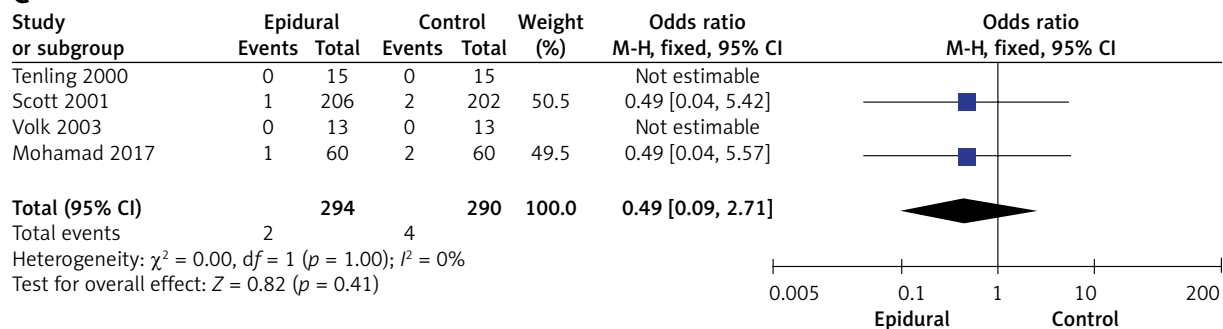 Study Epidural Control Weight Odds ratio Odds ratio
or subgroup Events Total Events Total (%) M-H, fixed, 95% CI M-H, fixed, 95% CI
Tenling 2000 0 15 0 15 Not estimable
Scott 2001 1 206 2 202 50.5 0.49 [0.04, 5.42]
Volk 2003 0 13 0 13 Not estimable
Mohamad 2017 1 60 2 60 49.5 0.49 [0.04, 5.57]
Total (95% CI) 294 290 100.0 0.49 [0.09, 2.71]
Total events 2 4
Heterogeneity: χ² = 0.00, df = 1 (p = 1.00); I² = 0%
Test for overall effect: Z = 0.82 (p = 0.41)
0.005 0.1 1 10 200
Epidural Control